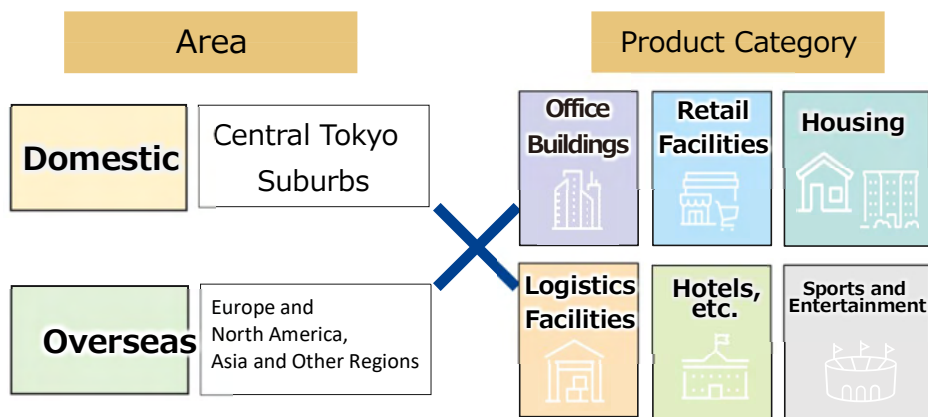 Area
Product Category
Domestic
Central Tokyo
Suburbs
Overseas
Europe and
North America,
Asia and Other Regions
Office
Buildings
Retail
Facilities
Housing
Logistics
Facilities
Hotels,
etc.
Sports and
Entertainment